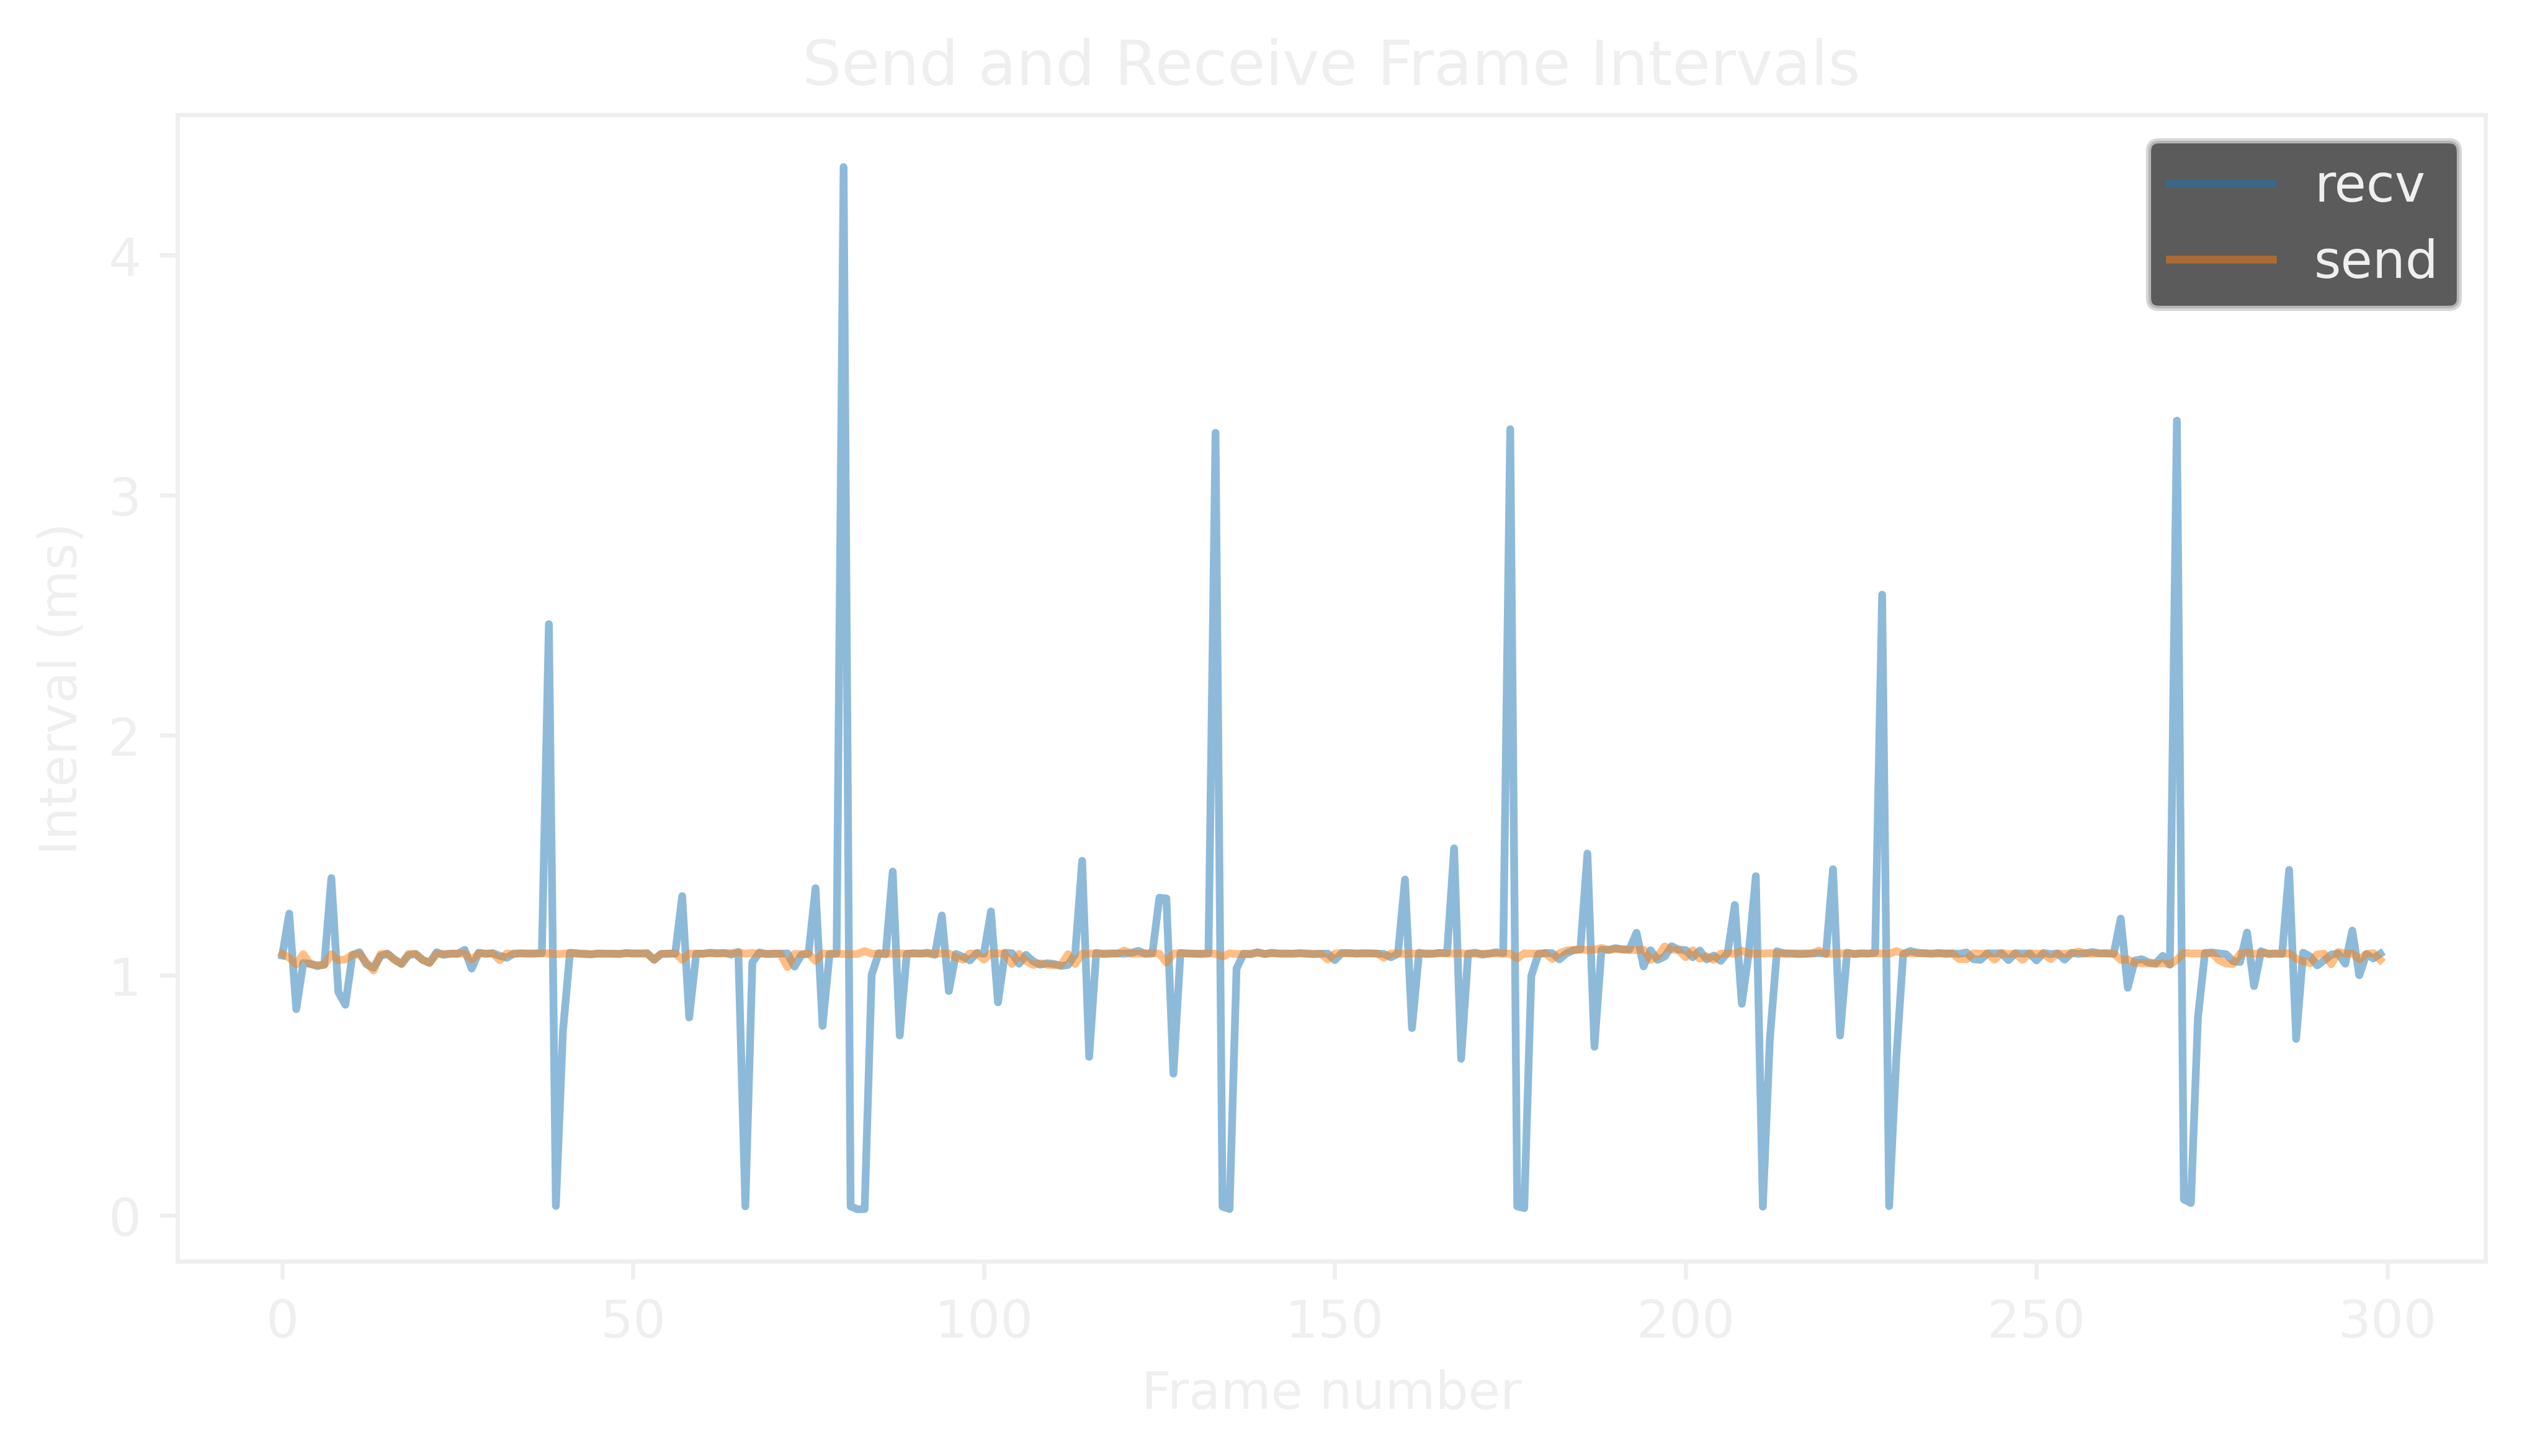 Send and Receive Frame Intervals
recv
send
4
3
2
1
0
Interval (ms)
0 50 100 150 200 250 300
Frame number